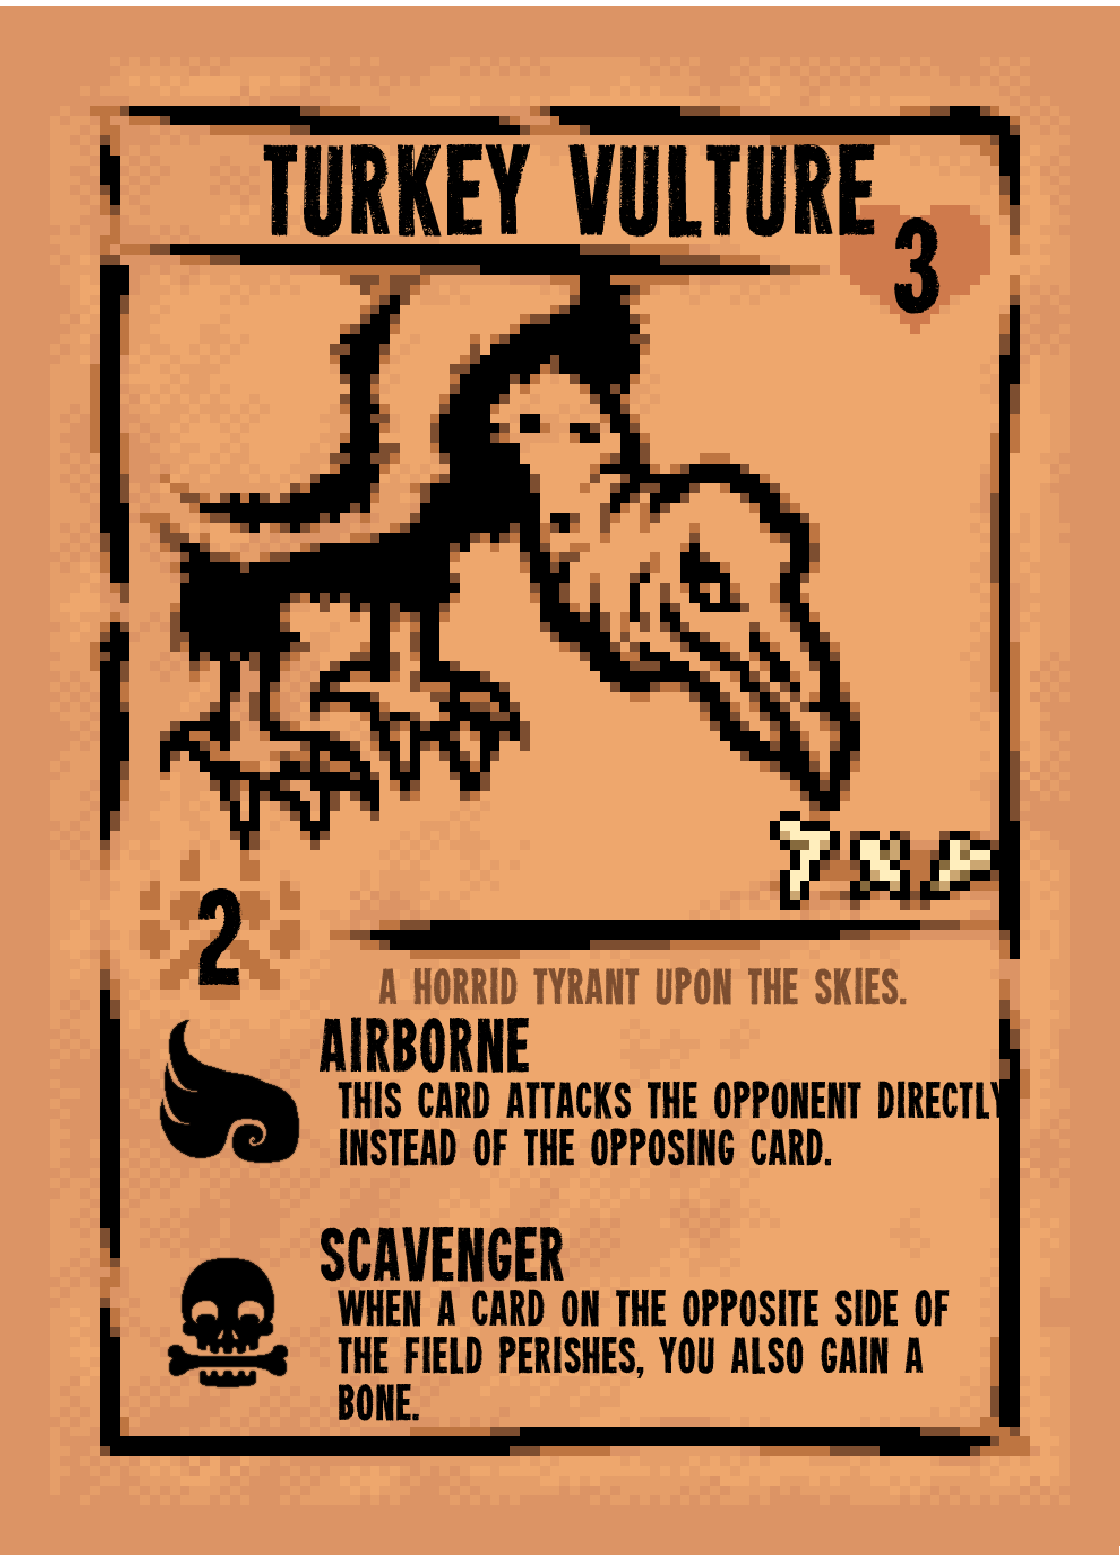 TURKEY VULTURE
3
7 X
2
A HORRID TYRANT UPON THE SKIES.
AIRBORNE
THIS CARD ATTACKS THE OPPONENT DIRECTLY
INSTEAD OF THE OPPOSING CARD.
SCAVENGER
WHEN A CARD ON THE OPPOSITE SIDE OF
THE FIELD PERISHES, YOU ALSO GAIN A
BONE.